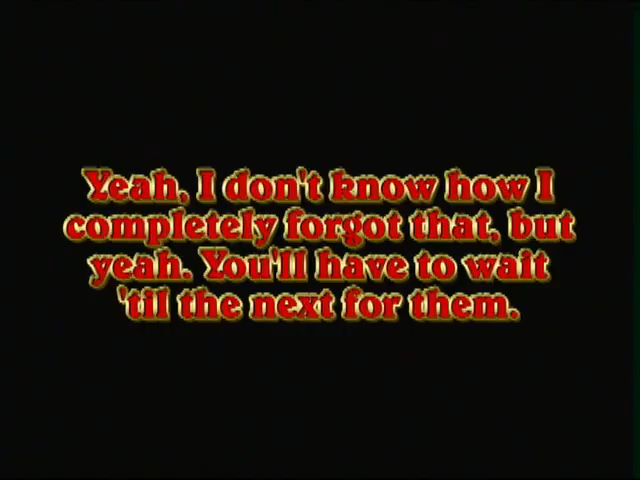 Yeah, I don't know how I
completely forgot that, but
yeah. You'll have to wait
'til the next for them.